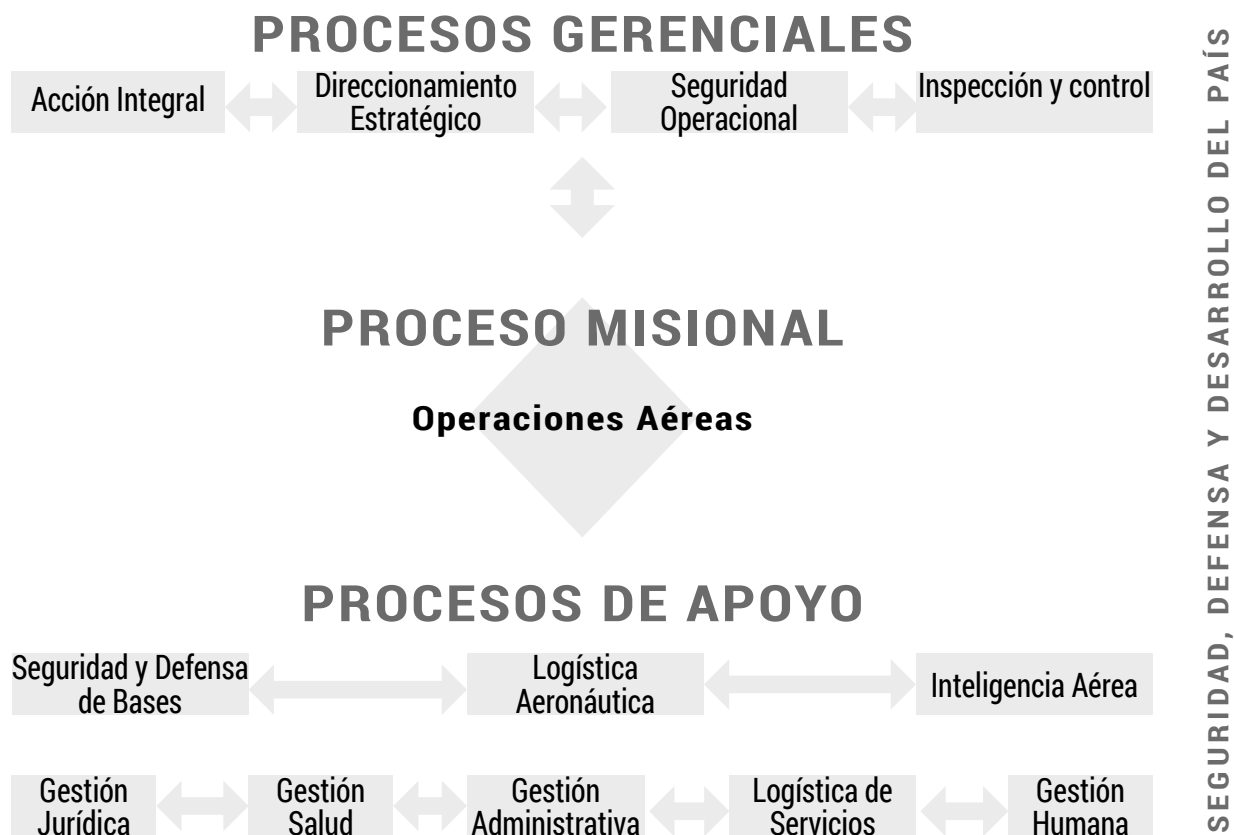 PROCESOS GERENCIALES
Acción Integral
Direccionamiento
Estratégico
Seguridad
Operacional
Inspección y control
PROCESO MISIONAL
Operaciones Aéreas
PROCESOS DE APOYO
Seguridad y Defensa
de Bases
Logística
Aeronáutica
Inteligencia Aérea
Gestión
Jurídica
Gestión
Salud
Gestión
Administrativa
Logística de
Servicios
Gestión
Humana
SEGURIDAD, DEFENSA Y DESARROLLO DEL PAÍS